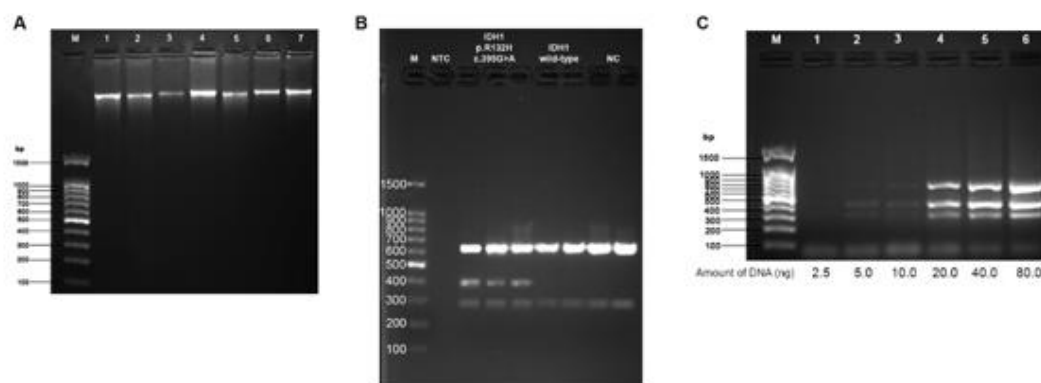 A
M 1 2 3 4 5 6 7
bp
1500
1000
900
800
700
600
500
400
300
200
100
B
IDH1
p.R132H
c.395G>A
IDH1
wild-type
M NTC NC
1500
1000
900
800
700
600
500
400
300
200
100
C
M 1 2 3 4 5 6
bp
1500
1000
500
400
300
200
100
Amount of DNA (ng) 2.5 5.0 10.0 20.0 40.0 80.0